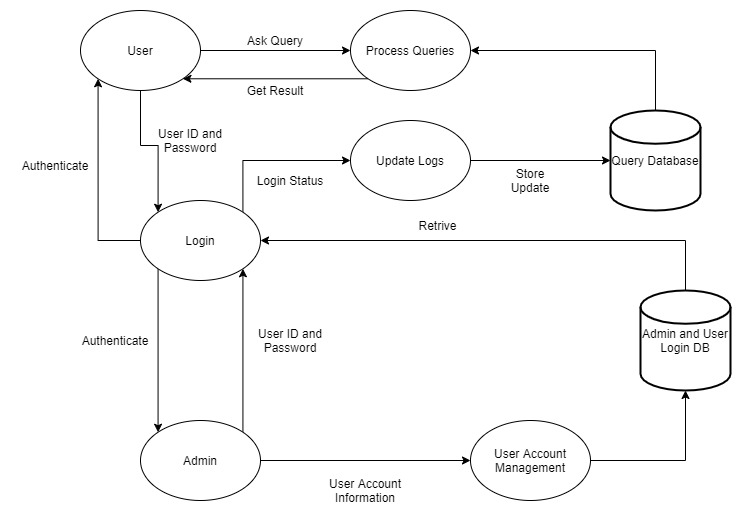 Ask Query
User
Process Queries
Get Result
User ID and
Password
Authenticate
Update Logs
Query Database
Login Status
Store
Update
Retrive
Login
Authenticate
User ID and
Password
Admin and User
Login DB
Admin
User Account
Management
User Account
Information